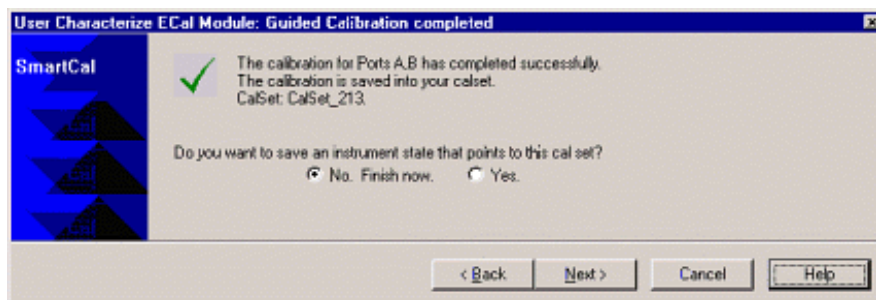 User Characterize ECal Module: Guided Calibration completed
SmartCal
The calibration for Ports A,B has completed successfully.
The calibration is saved into your calset.
CalSet: CalSet_213.
Do you want to save an instrument state that points to this cal set?
No. Finish now. Yes.
< Back Next > Cancel Help